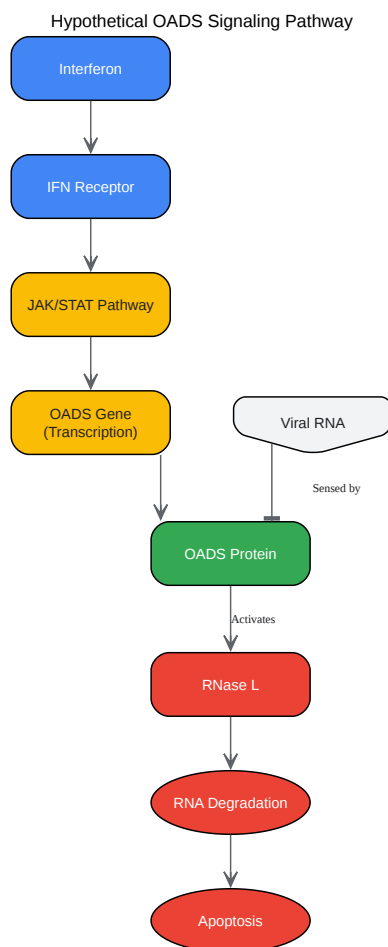 Hypothetical OADS Signaling Pathway
Interferon
IFN Receptor
JAK/STAT Pathway
OADS Gene
(Transcription)
Viral RNA
Sensed by
OADS Protein
Activates
RNase L
RNA Degradation
Apoptosis